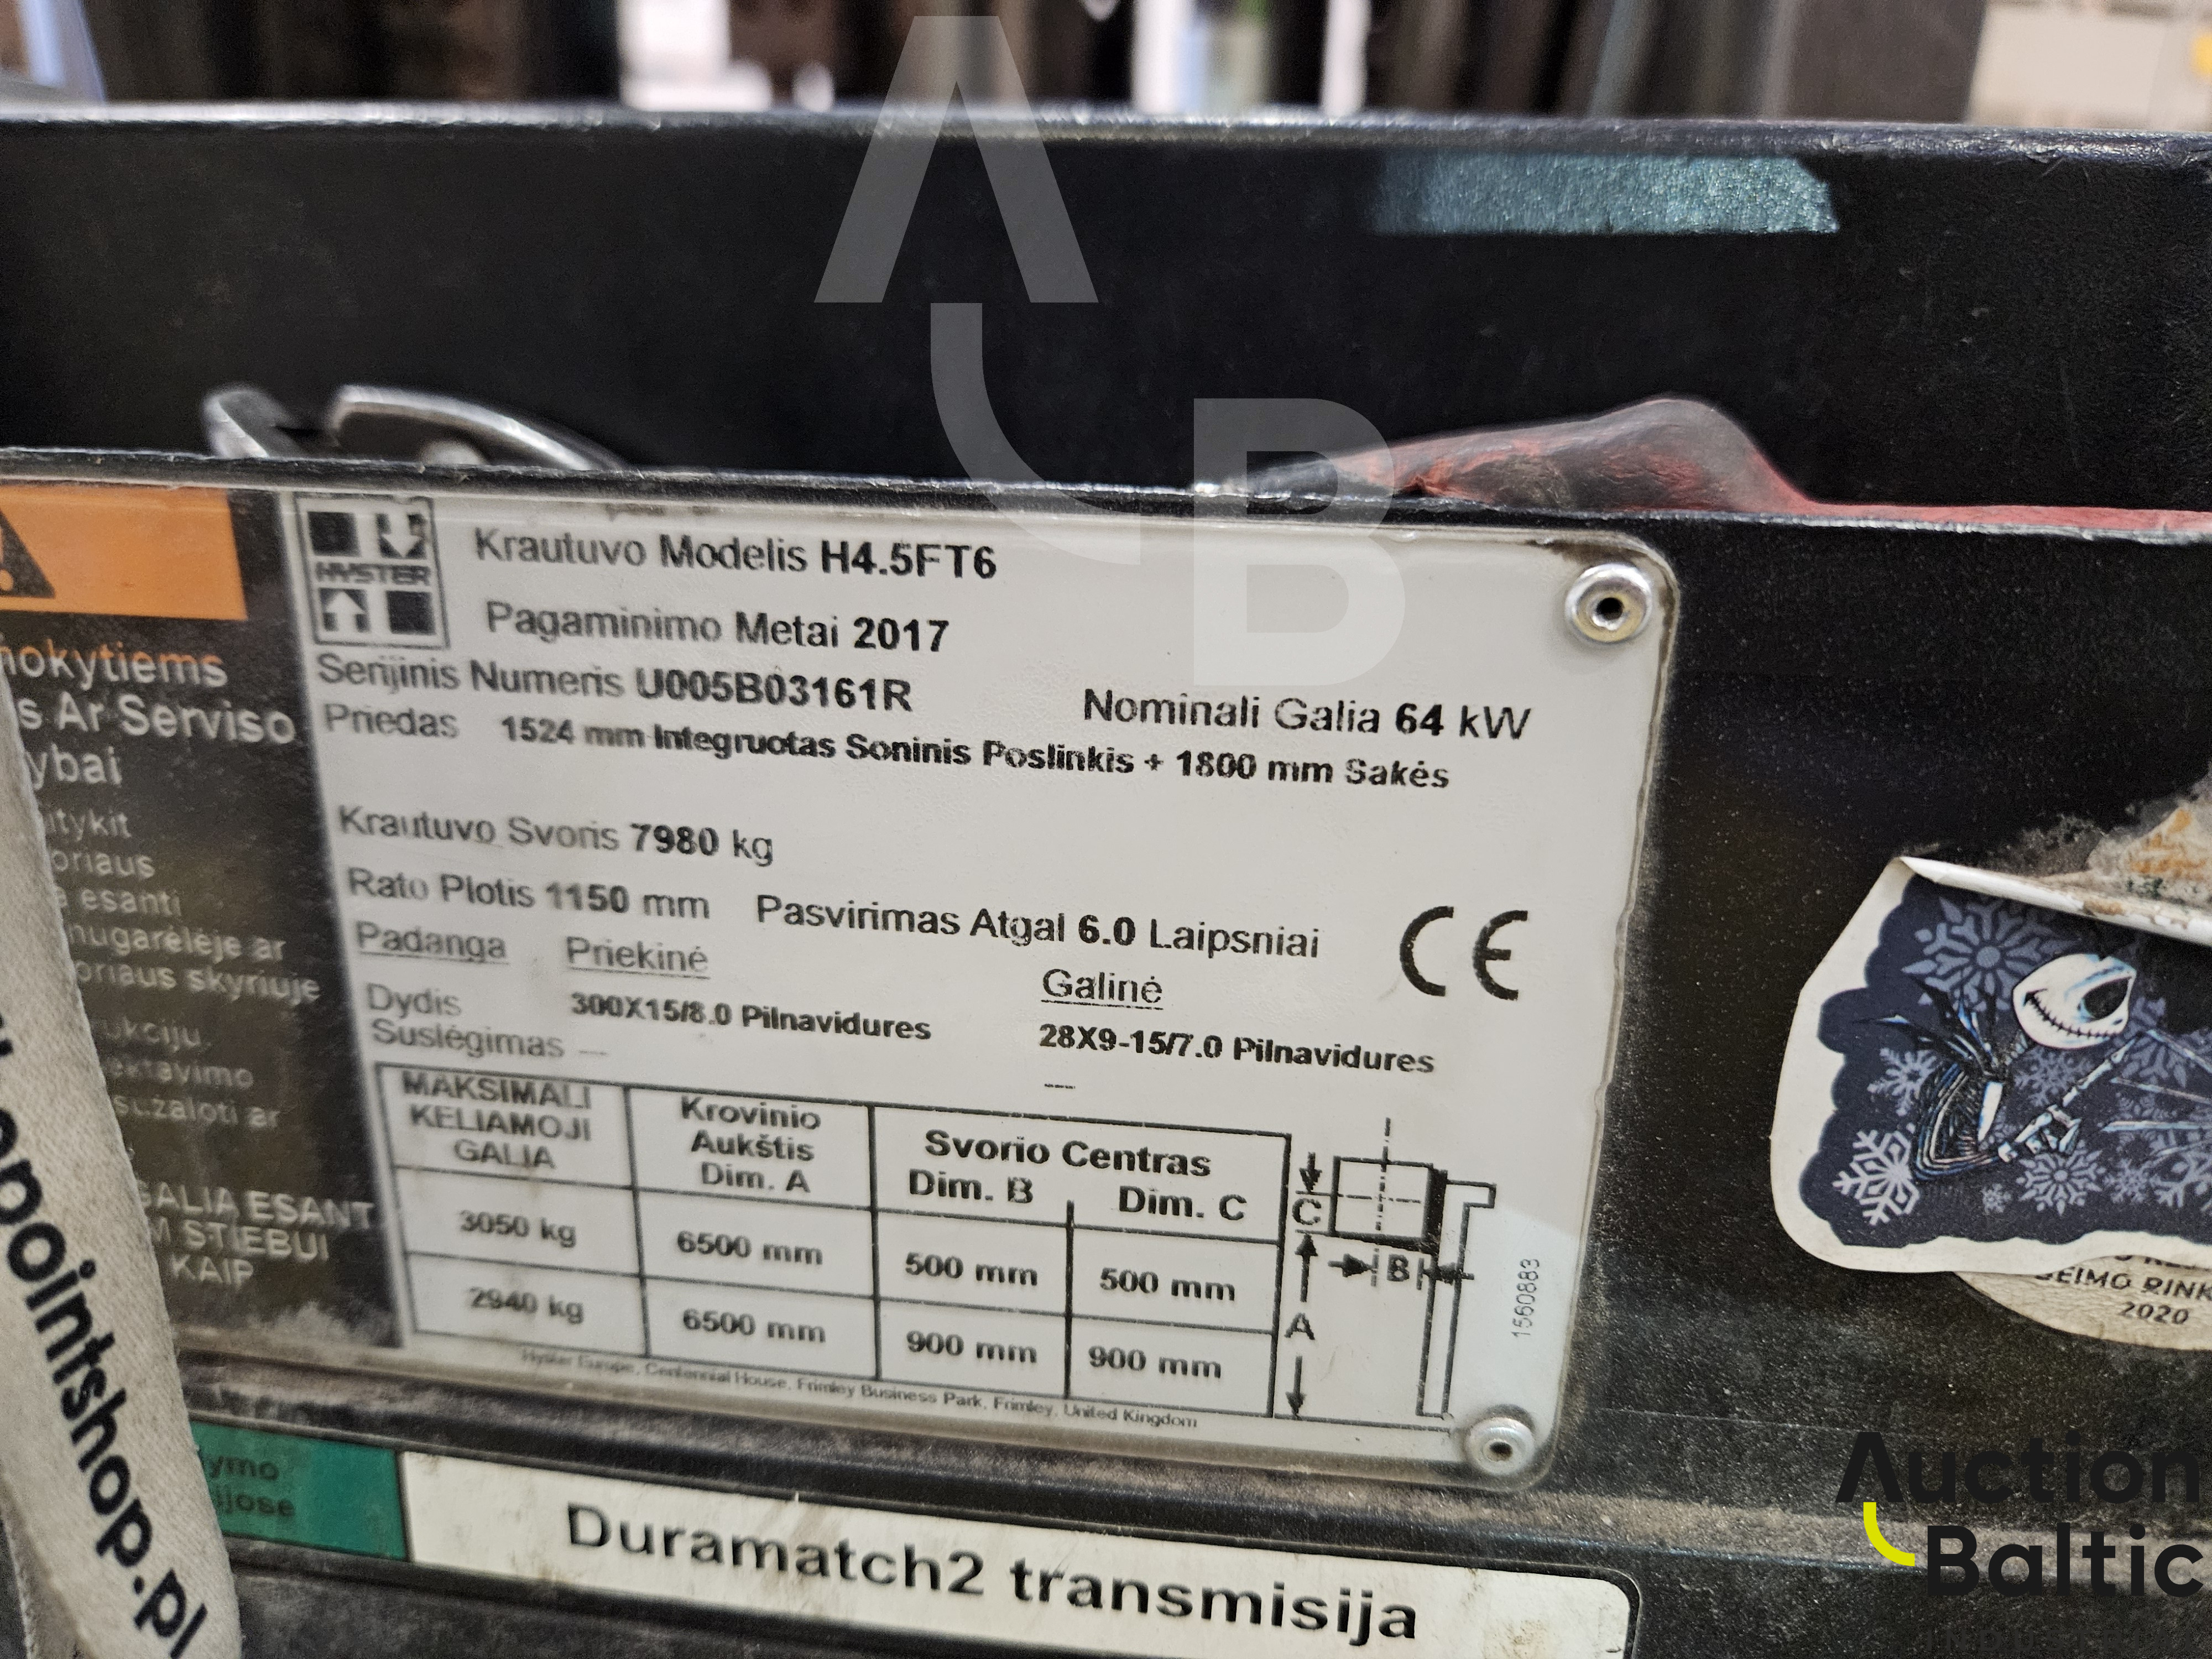 A
B
HYSTER
Krautuvo Modelis H4.5FT6
Pagaminimo Metai 2017
Serijinis Numeris U005B03161R
Nominali Galia 64 kW
Priedas 1524 mm Integruotas Soninis Poslinkis + 1800 mm Sakės
Krautuvo Svoris 7980 kg
Rato Plotis 1150 mm Pasvirimas Atgal 6.0 Laipsniai
CE
Padanga Priekinė Galinė
Dydis 300X15/8.0 Pilnavidures 28X9-15/7.0 Pilnavidures
Suslėgimas --- ---
MAKSIMALI KELIAMOJI GALIA
Krovinio Aukštis Dim. A
Svorio Centras
Dim. B Dim. C
3050 kg 6500 mm 500 mm 500 mm
2940 kg 6500 mm 900 mm 900 mm
C
B
A
1560883
Hyster Europe, Centennial House, Frimley Business Park, Frimley, United Kingdom
Ar Serviso
esanti
nugarėlėje ar
skyriuje
ar
ESANT
STIEBUI
KAIP
Duramatch2 transmisija
pointshop.pl
2020
Auction
Baltic